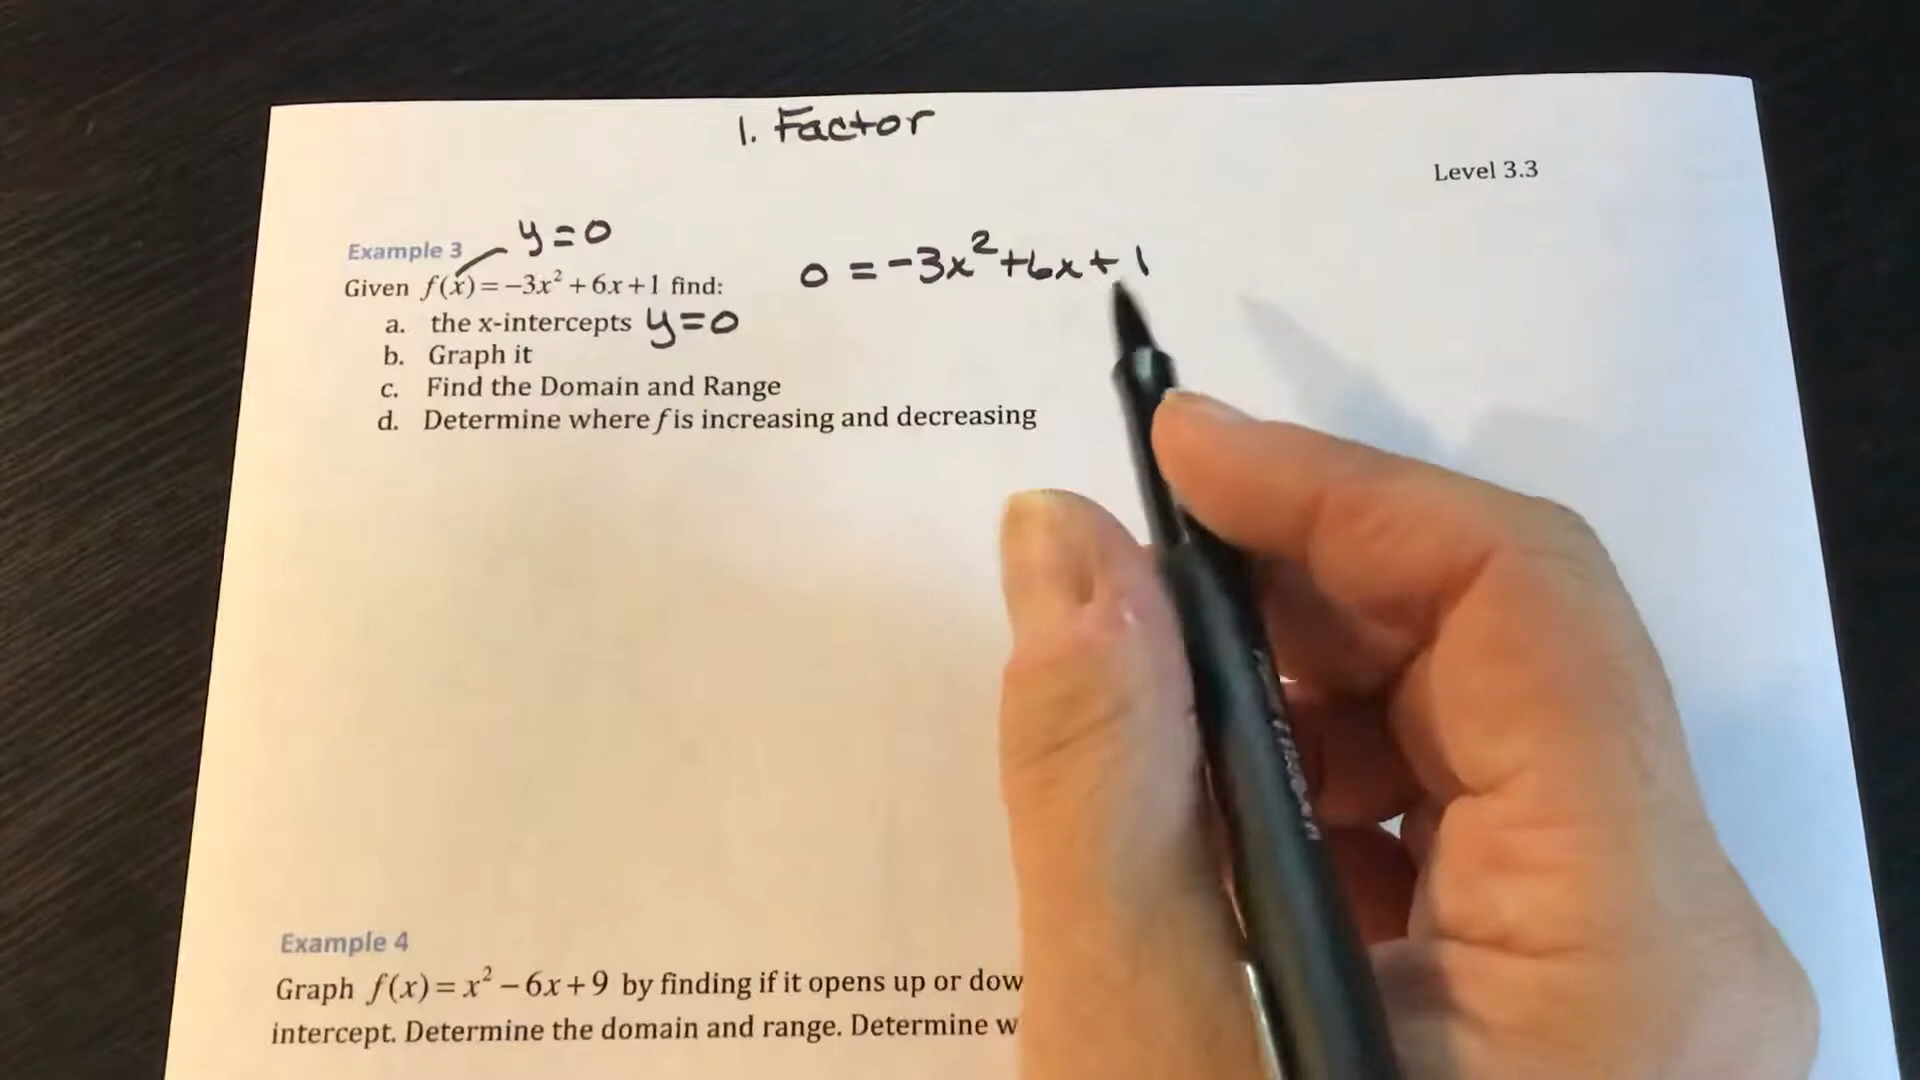 1. Factor
Level 3.3
y=0
Example 3
Given f(x)=−3x²+6x+1 find:
0 = -3x²+6x+1
a. the x-intercepts y=0
b. Graph it
c. Find the Domain and Range
d. Determine where f is increasing and decreasing
Example 4
Graph f(x)=x²−6x+9 by finding if it opens up or dow
intercept. Determine the domain and range. Determine w